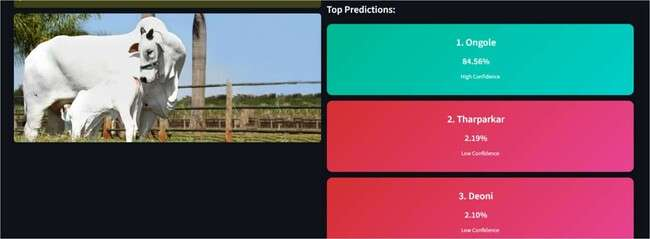 Top Predictions:
1. Ongole
84.56%
High Confidence
2. Tharparkar
2.19%
Low Confidence
3. Deoni
2.10%
Low Confidence